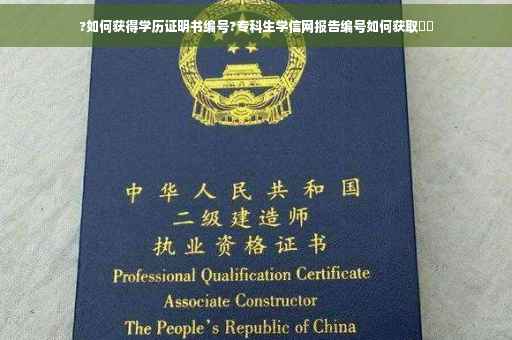 ?如何获得学历证明书编号?专科生学信网报告编号如何获取
中华人民共和国
二级建造师
执业资格证书
Professional Qualification Certificate
Associate Constructor
The People's Republic of China